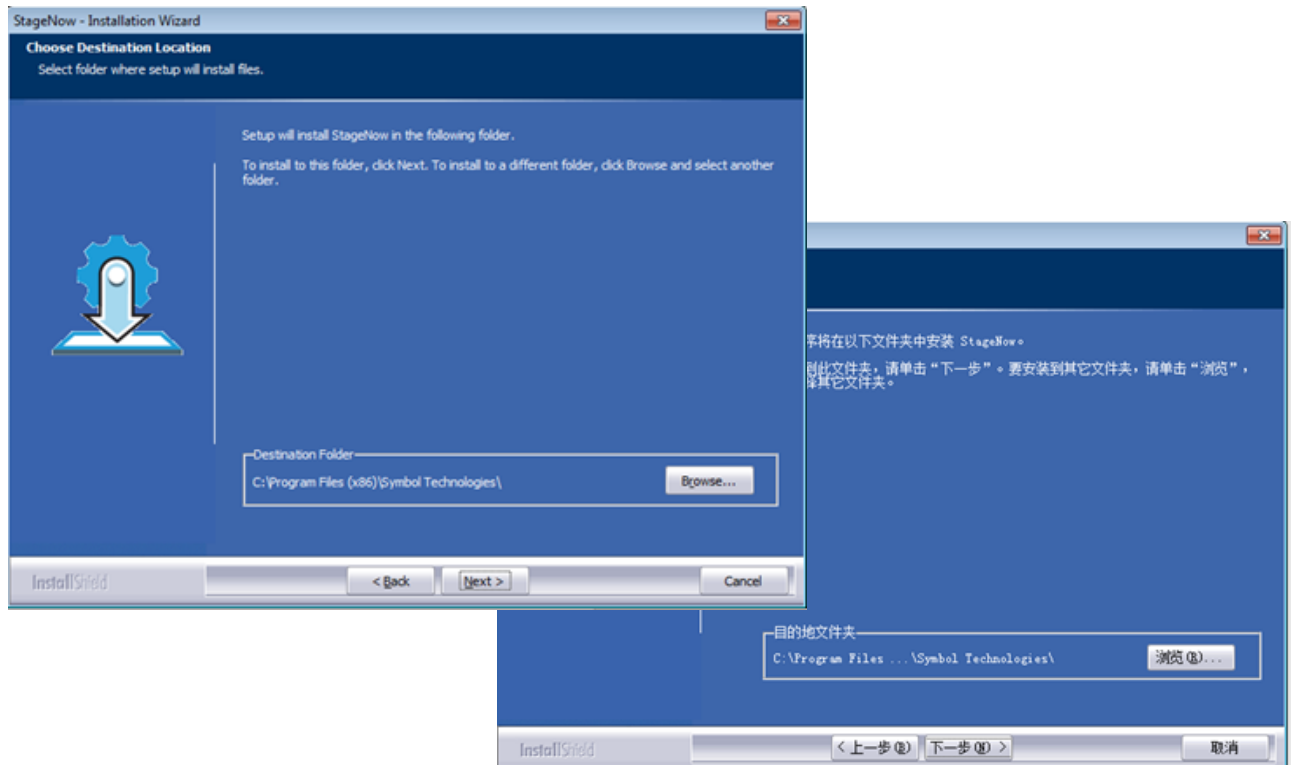 StageNow - Installation Wizard
Choose Destination Location
Select folder where setup will install files.
Setup will install StageNow in the following folder.
To install to this folder, click Next. To install to a different folder, click Browse and select another
folder.
Destination Folder
C:\Program Files (x86)\Symbol Technologies\
Browse...
InstallShield
< Back
Next >
Cancel
序将在以下文件夹中安装 StageNow。
到此文件夹，请单击“下一步”。要安装到其它文件夹，请单击“浏览”，
择其它文件夹。
目的地文件夹
C:\Program Files ...\Symbol Technologies\
浏览(R)...
InstallShield
< 上一步(B)
下一步(N) >
取消